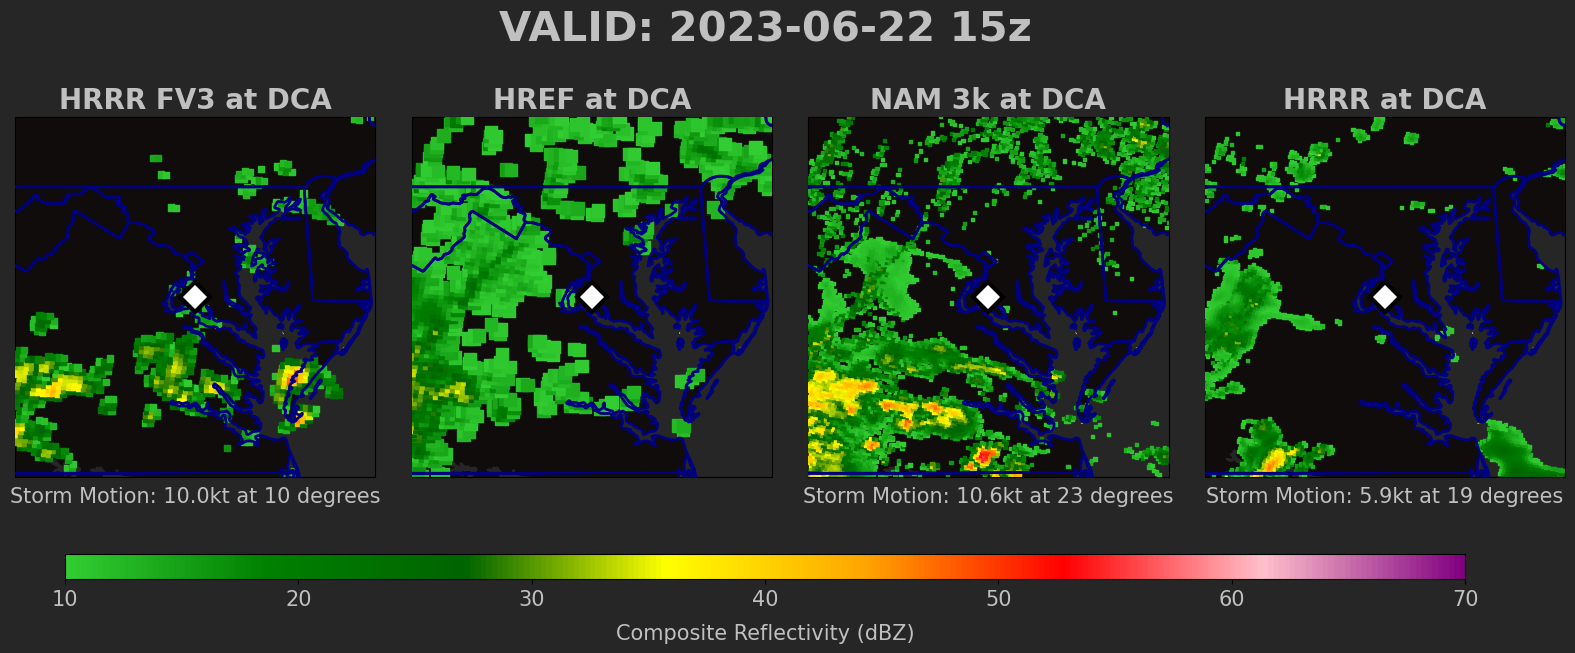 VALID: 2023-06-22 15z
HRRR FV3 at DCA
HREF at DCA
NAM 3k at DCA
HRRR at DCA
Storm Motion: 10.0kt at 10 degrees
Storm Motion: 10.6kt at 23 degrees
Storm Motion: 5.9kt at 19 degrees
10 20 30 40 50 60 70
Composite Reflectivity (dBZ)